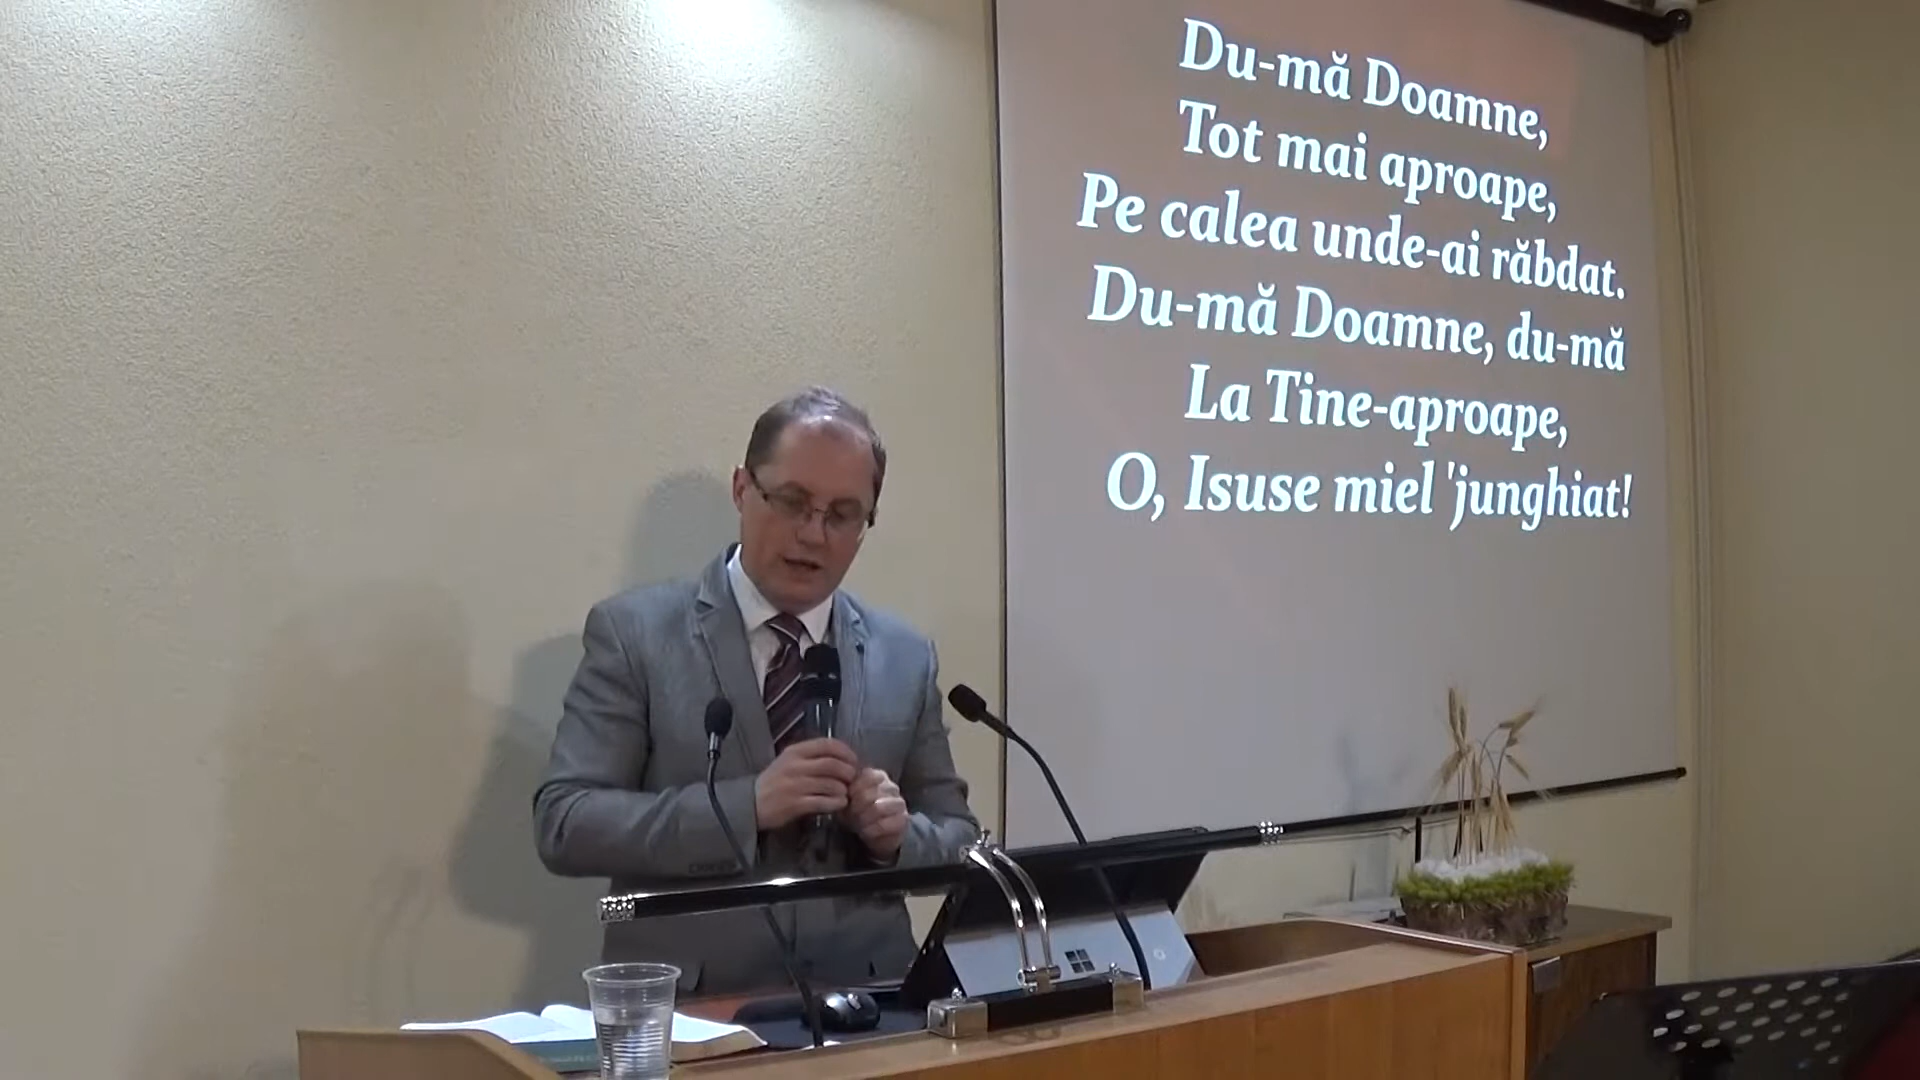 Du-mă Doamne,
Tot mai aproape,
Pe calea unde-ai răbdat.
Du-mă Doamne, du-mă
La Tine-aproape,
O, Isuse miel 'junghiat!